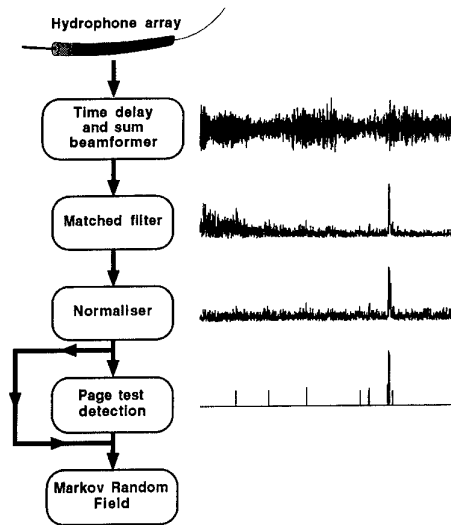 Hydrophone array
Time delay
and sum
beamformer
Matched filter
Normaliser
Page test
detection
Markov Random
Field